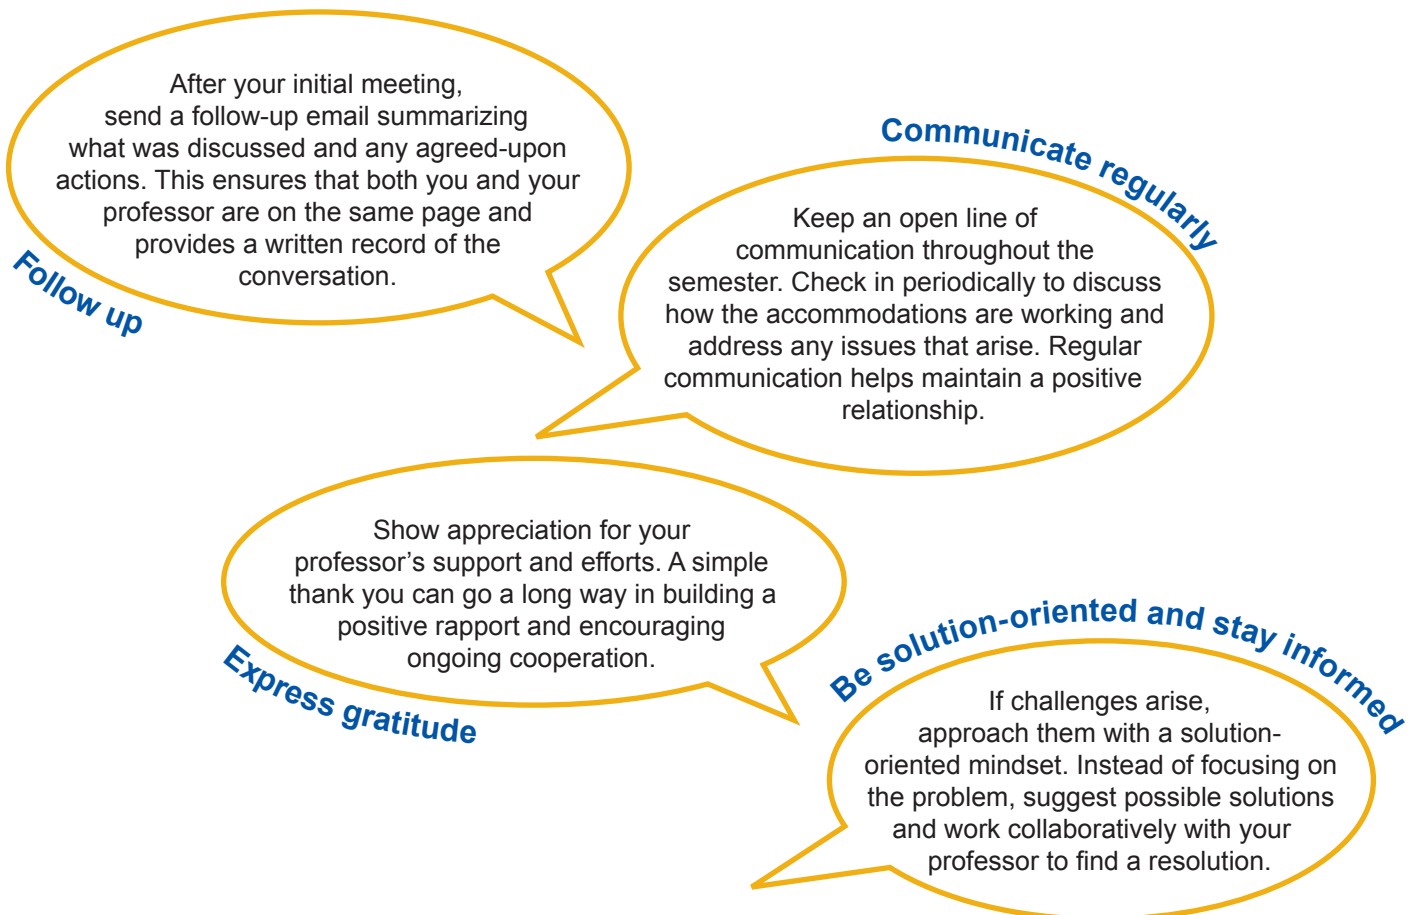 After your initial meeting,
send a follow-up email summarizing
what was discussed and any agreed-upon
actions. This ensures that both you and your
professor are on the same page and
provides a written record of the
conversation.
Follow up
Communicate regularly
Keep an open line of
communication throughout the
semester. Check in periodically to discuss
how the accommodations are working and
address any issues that arise. Regular
communication helps maintain a positive
relationship.
Show appreciation for your
professor’s support and efforts. A simple
thank you can go a long way in building a
positive rapport and encouraging
ongoing cooperation.
Express gratitude
Be solution-oriented and stay informed
If challenges arise,
approach them with a solution-
oriented mindset. Instead of focusing on
the problem, suggest possible solutions
and work collaboratively with your
professor to find a resolution.